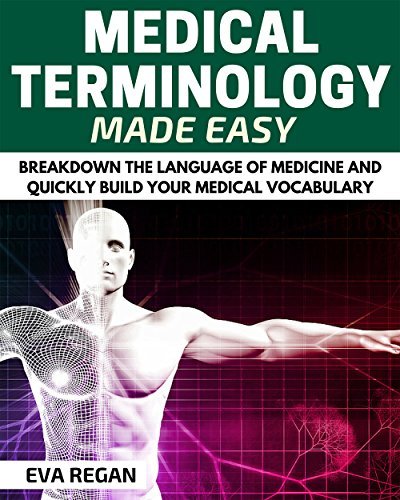 MEDICAL
TERMINOLOGY
MADE EASY
BREAKDOWN THE LANGUAGE OF MEDICINE AND
QUICKLY BUILD YOUR MEDICAL VOCABULARY
EVA REGAN